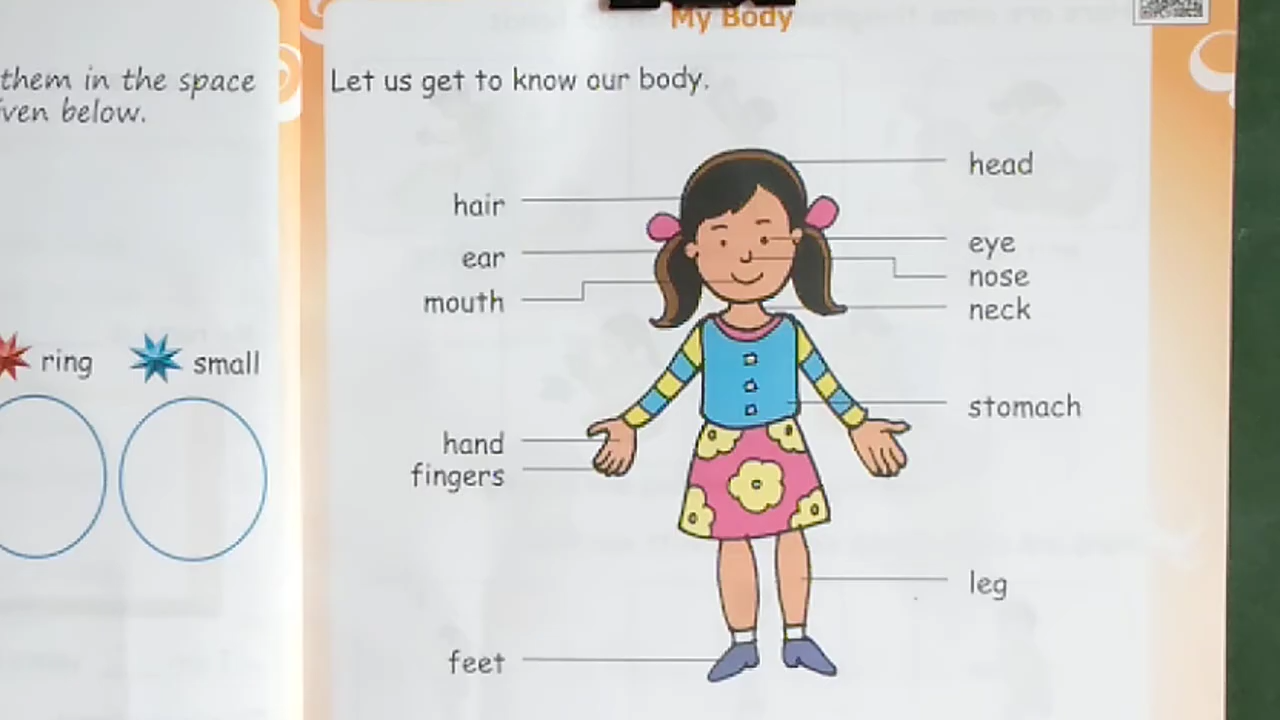 them in the space
ven below.
ring
small
My Body
Let us get to know our body.
head
hair
eye
ear
nose
mouth
neck
stomach
hand
fingers
leg
feet